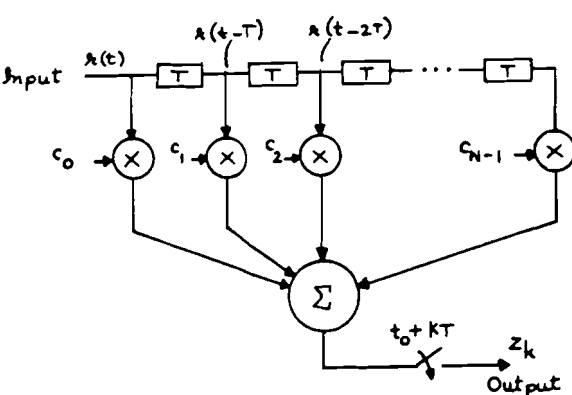 r(t-T)
r(t-2T)
r(t)
Input
T
T
T
...
T
C0
×
C1
×
C2
×
CN-1
×
Σ
t0 + KT
Zk
Output